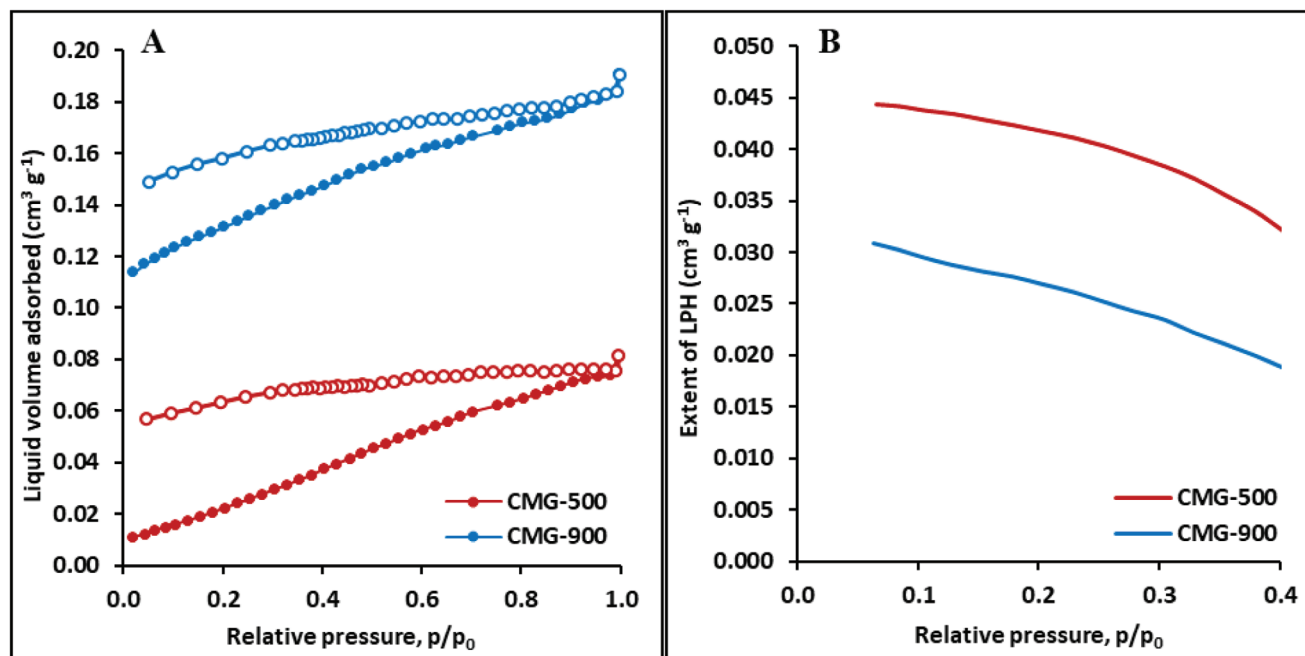 A
Liquid volume adsorbed (cm³ g⁻¹)
0.20
0.18
0.16
0.14
0.12
0.10
0.08
0.06
0.04
0.02
0.00
0.0 0.2 0.4 0.6 0.8 1.0
Relative pressure, p/p₀
CMG-500
CMG-900
B
Extent of LPH (cm³ g⁻¹)
0.050
0.045
0.040
0.035
0.030
0.025
0.020
0.015
0.010
0.005
0.000
0.0 0.1 0.2 0.3 0.4
Relative pressure, p/p₀
CMG-500
CMG-900